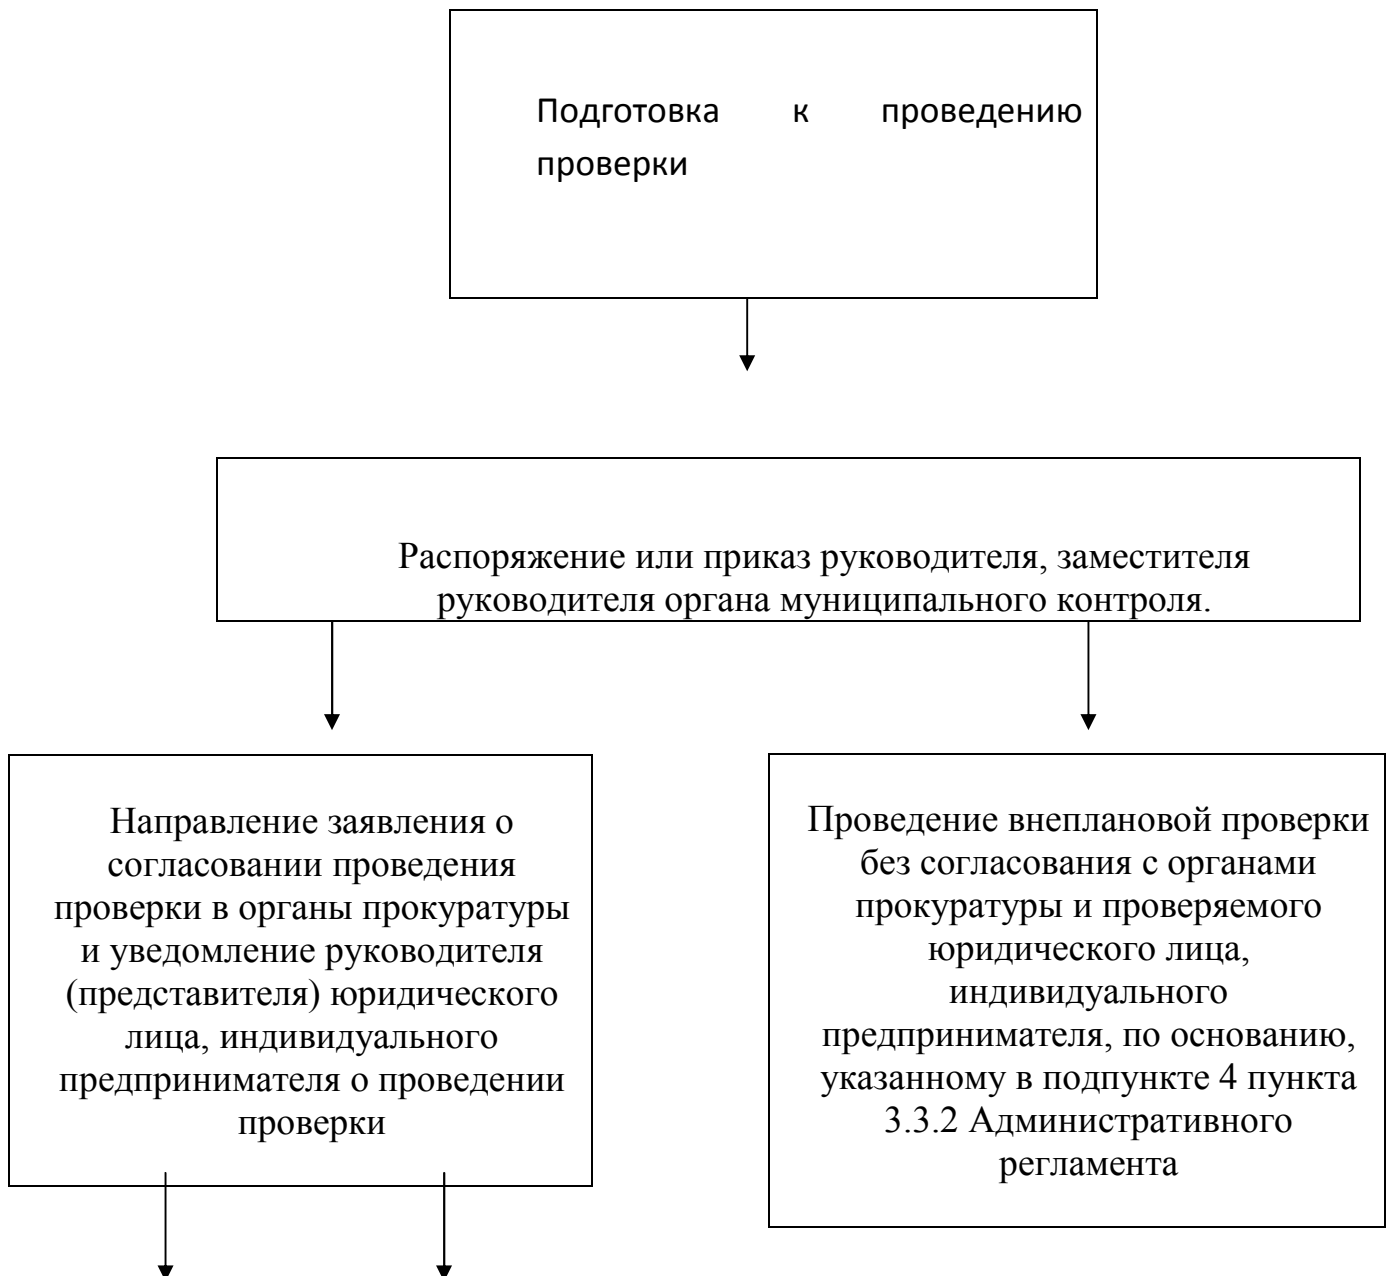 Подготовка к проведению
проверки
Распоряжение или приказ руководителя, заместителя
руководителя органа муниципального контроля.
Направление заявления о
согласовании проведения
проверки в органы прокуратуры
и уведомление руководителя
(представителя) юридического
лица, индивидуального
предпринимателя о проведении
проверки
Проведение внеплановой проверки
без согласования с органами
прокуратуры и проверяемого
юридического лица,
индивидуального
предпринимателя, по основанию,
указанному в подпункте 4 пункта
3.3.2 Административного
регламента